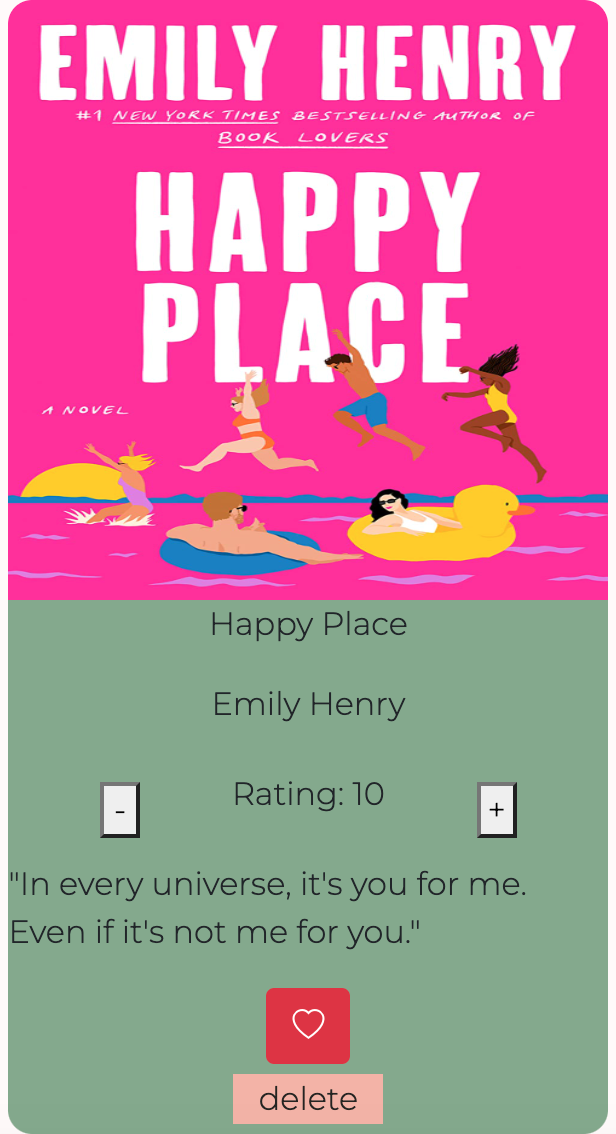 EMILY HENRY
#1 NEW YORK TIMES BESTSELLING AUTHOR OF
BOOK LOVERS
HAPPY
PLACE
A NOVEL
Happy Place
Emily Henry
- Rating: 10 +
"In every universe, it's you for me.
Even if it's not me for you."
delete